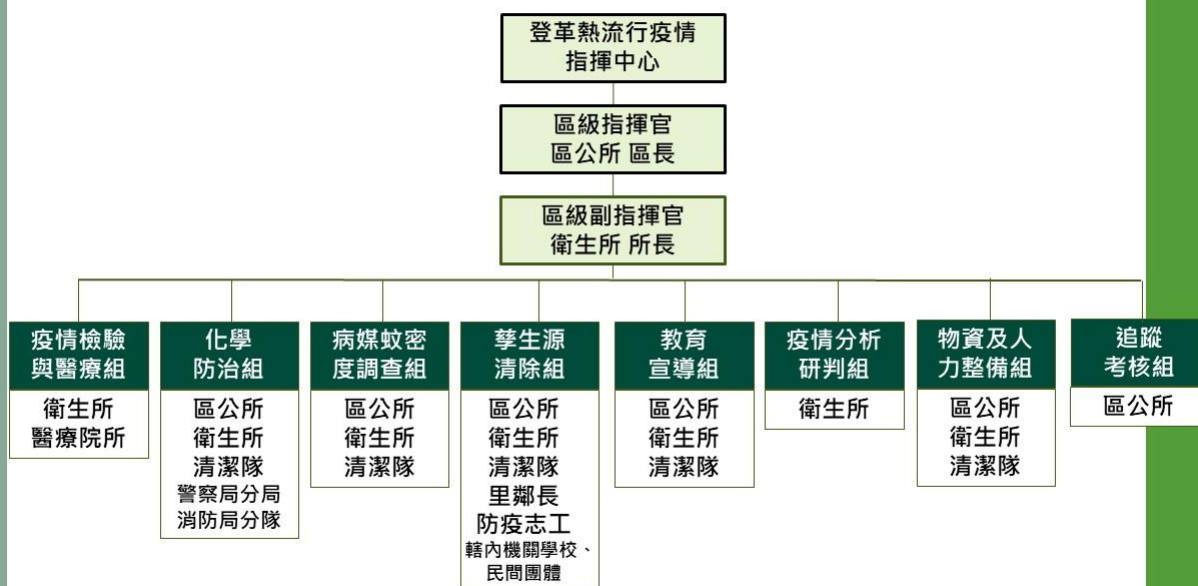 登革熱流行疫情
指揮中心
區級指揮官
區公所 區長
區級副指揮官
衛生所 所長
疫情檢驗
與醫療組
衛生所
醫療院所
化學
防治組
區公所
衛生所
清潔隊
警察局分局
消防局分隊
病媒蚊密
度調查組
區公所
衛生所
清潔隊
孳生源
清除組
區公所
衛生所
清潔隊
里鄰長
防疫志工
轄內機關學校、
民間團體
教育
宣導組
區公所
衛生所
清潔隊
疫情分析
研判組
衛生所
物資及人
力整備組
區公所
衛生所
清潔隊
追蹤
考核組
區公所